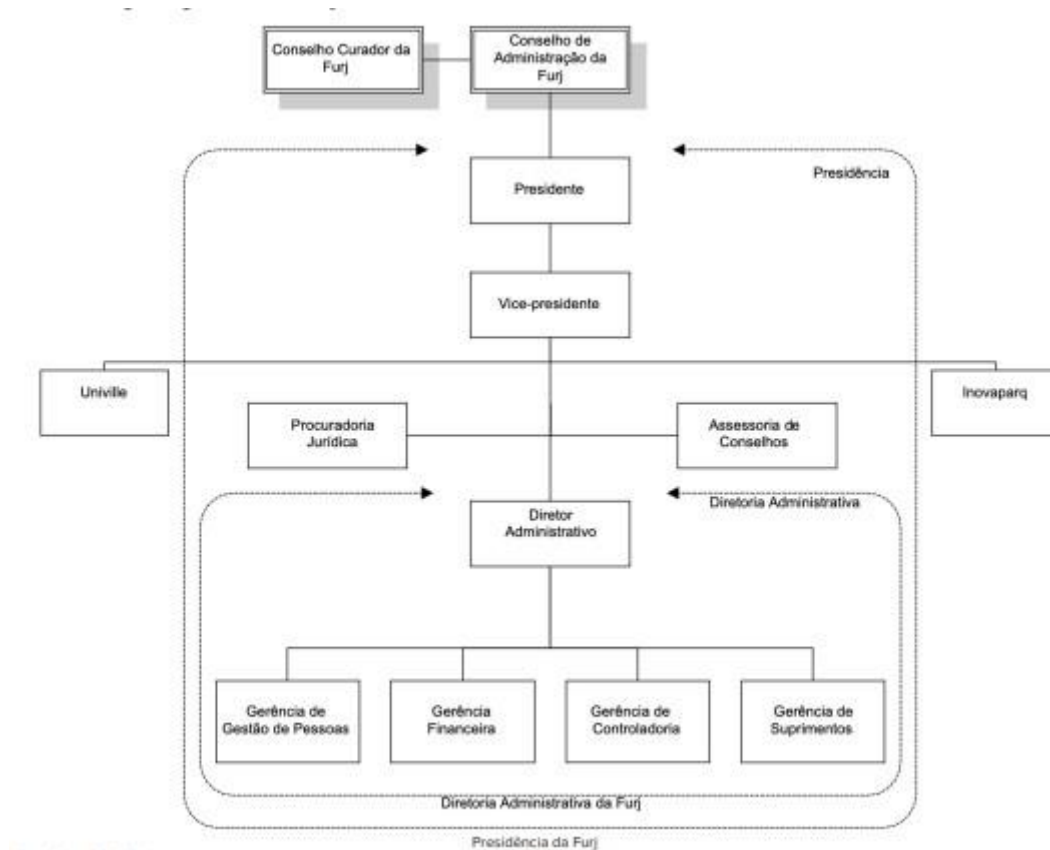 Conselho Curador da
Furj
Conselho de
Administração da
Furj
Presidência
Presidente
Vice-presidente
Univille
Inovaparq
Procuradoria
Jurídica
Assessoria de
Conselhos
Diretoria Administrativa
Diretor
Administrativo
Gerência de
Gestão de Pessoas
Gerência
Financeira
Gerência de
Controladoria
Gerência de
Suprimentos
Diretoria Administrativa da Furj
Presidência da Furj